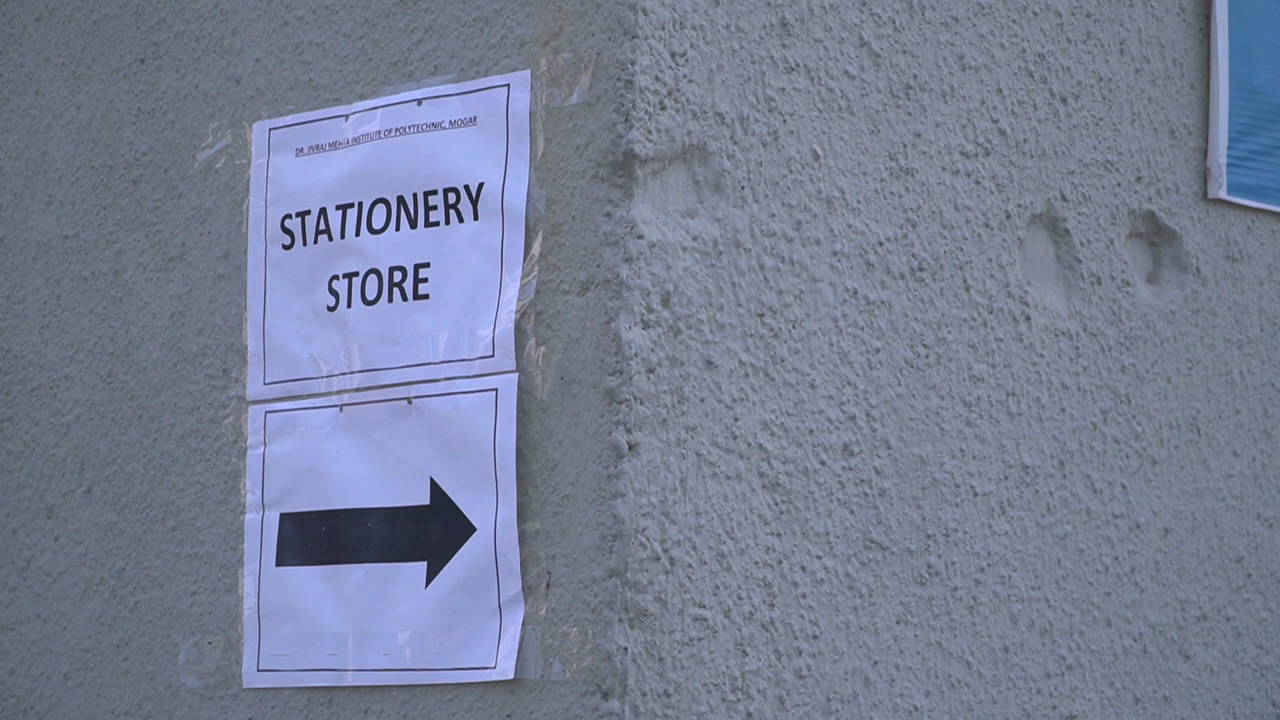 DR. JIVRAJ MEHTA INSTITUTE OF POLYTECHNIC, MOGAR
STATIONERY
STORE